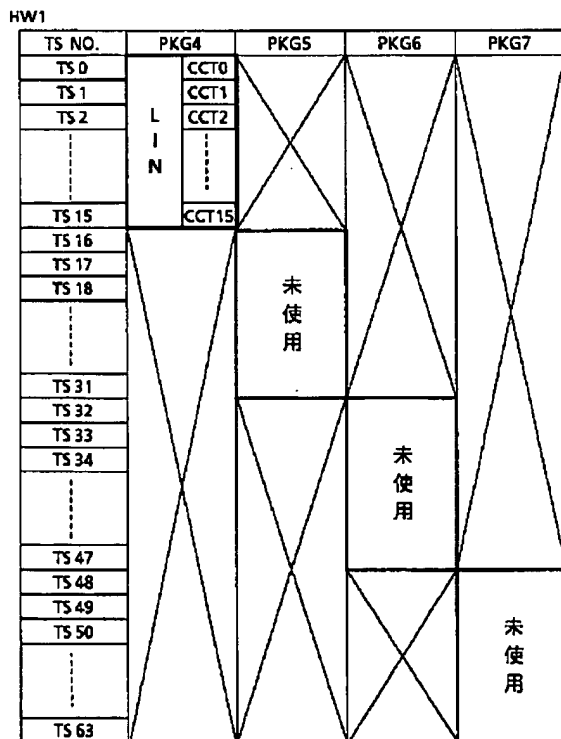 HW1
TS NO. PKG4 PKG5 PKG6 PKG7
TS 0 LIN CCT0
TS 1 CCT1
TS 2 CCT2
TS 15 CCT15
TS 16
TS 17
TS 18
未使用
TS 31
TS 32
TS 33
TS 34
未使用
TS 47
TS 48
TS 49
TS 50
未使用
TS 63